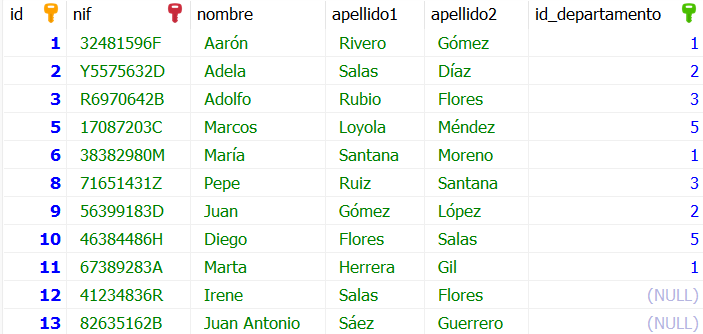 id nif nombre apellido1 apellido2 id_departamento
1 32481596F Aarón Rivero Gómez 1
2 Y5575632D Adela Salas Díaz 2
3 R6970642B Adolfo Rubio Flores 3
5 17087203C Marcos Loyola Méndez 5
6 38382980M María Santana Moreno 1
8 71651431Z Pepe Ruiz Santana 3
9 56399183D Juan Gómez López 2
10 46384486H Diego Flores Salas 5
11 67389283A Marta Herrera Gil 1
12 41234836R Irene Salas Flores (NULL)
13 82635162B Juan Antonio Sáez Guerrero (NULL)